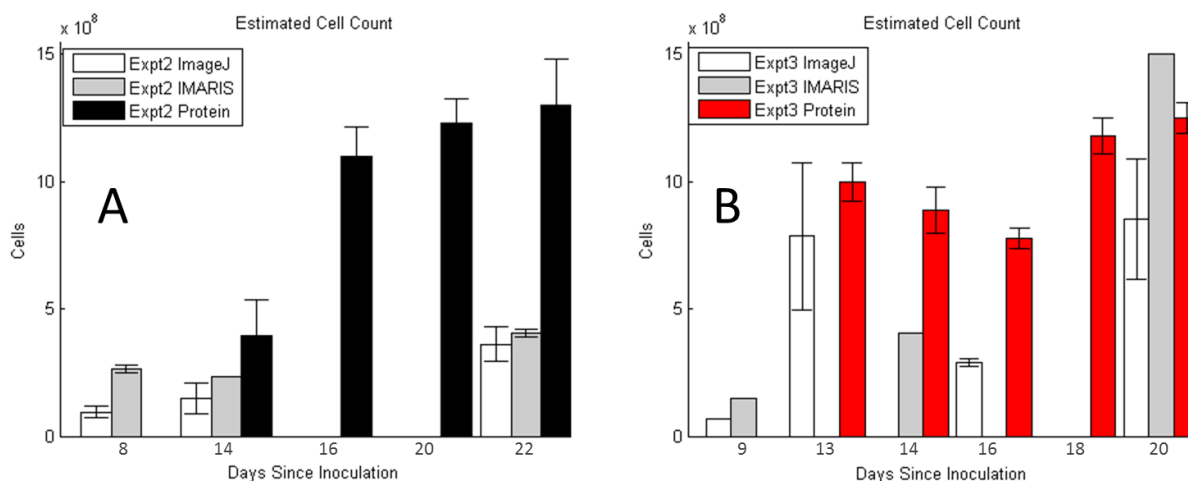 Estimated Cell Count
x 10^8
15
10
5
0
Cells
Expt2 ImageJ
Expt2 IMARIS
Expt2 Protein
A
8 14 16 20 22
Days Since Inoculation
Estimated Cell Count
x 10^8
15
10
5
0
Cells
Expt3 ImageJ
Expt3 IMARIS
Expt3 Protein
B
9 13 14 16 18 20
Days Since Inoculation